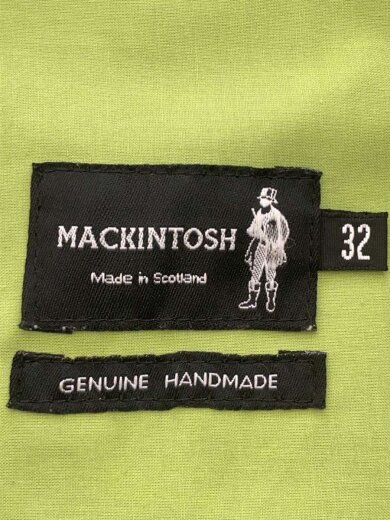 MACKINTOSH
Made in Scotland
32
GENUINE HANDMADE